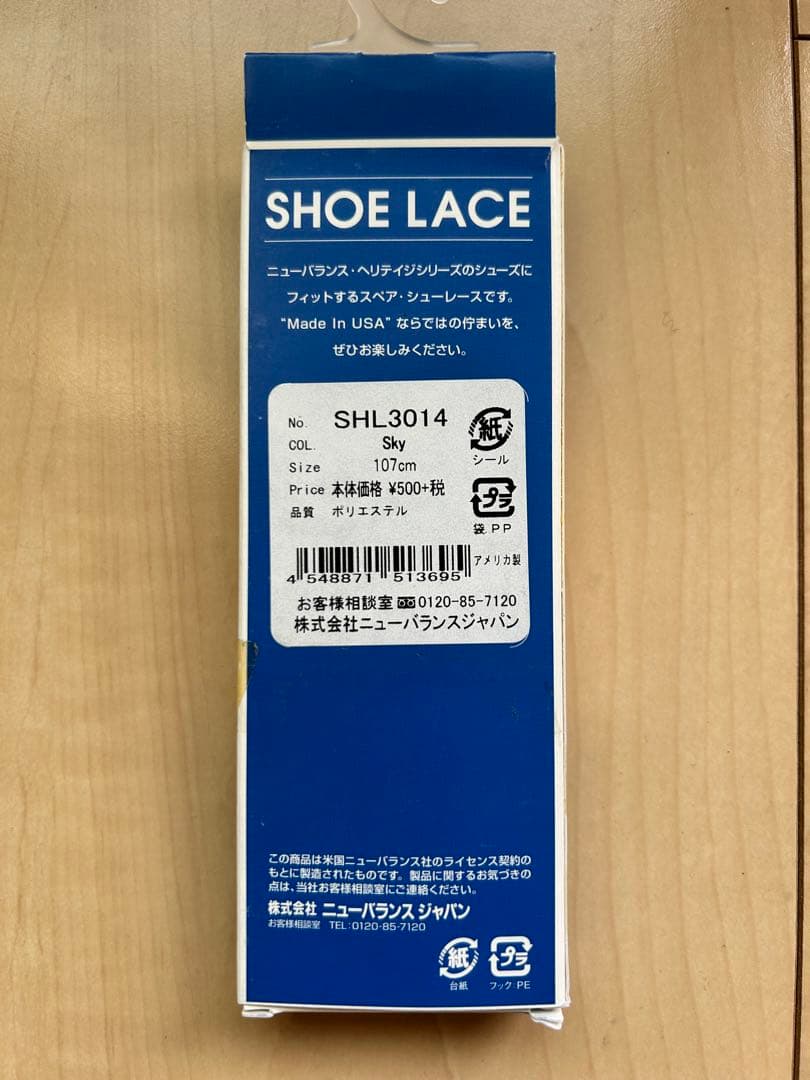 SHOE LACE
ニューバランス・ヘリテイジシリーズのシューズに
フィットするスペア・シューレースです。
“Made In USA” ならではの佇まいを、
ぜひお楽しみください。
No. SHL3014
COL. Sky
Size 107cm
Price 本体価格 ¥500+税
品質 ポリエステル
紙
シール
プラ
袋.PP
4 548871 513695
アメリカ製
お客様相談室 0120-85-7120
株式会社ニューバランスジャパン
この商品は米国ニューバランス社のライセンス契約の
もとに製造されたものです。製品に関するお気づきの
点は、当社お客様相談室にご連絡ください。
株式会社 ニューバランス ジャパン
お客様相談室 TEL:0120-85-7120
紙
台紙
プラ
フック:PE